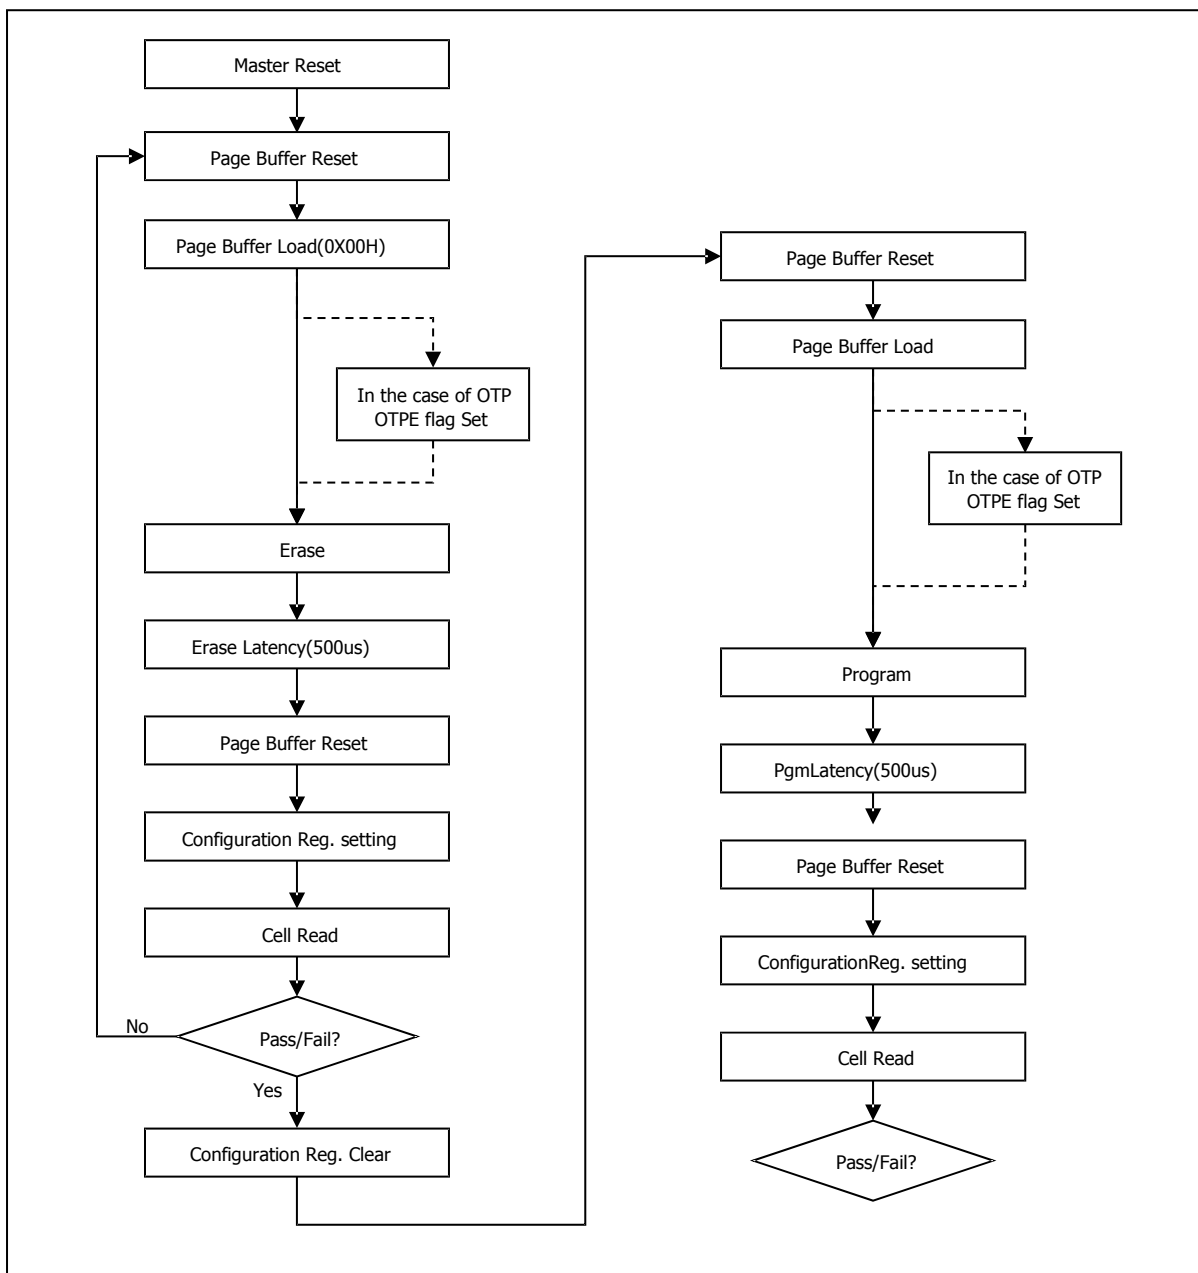 Master Reset
Page Buffer Reset
Page Buffer Load(0X00H)
In the case of OTP
OTPE flag Set
Erase
Erase Latency(500us)
Page Buffer Reset
Configuration Reg. setting
Cell Read
Pass/Fail?
No
Yes
Configuration Reg. Clear
Page Buffer Reset
Page Buffer Load
In the case of OTP
OTPE flag Set
Program
PgmLatency(500us)
Page Buffer Reset
ConfigurationReg. setting
Cell Read
Pass/Fail?